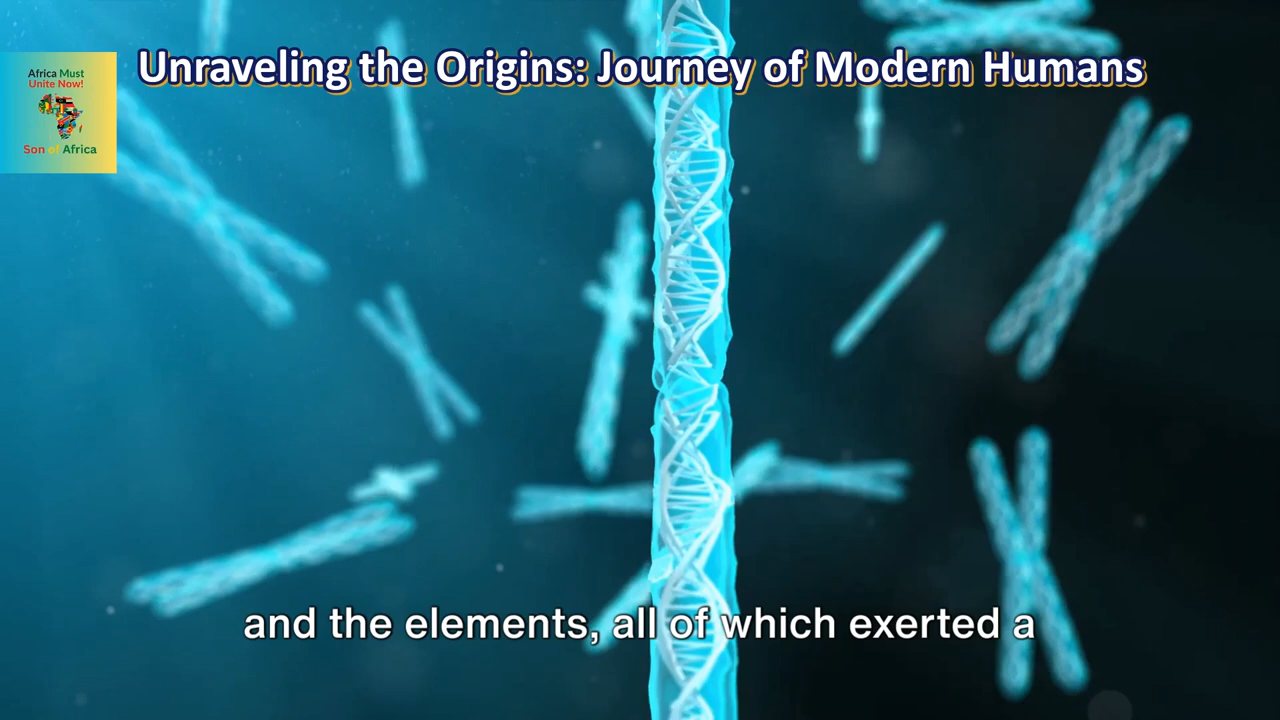 Unraveling the Origins: Journey of Modern Humans
Africa Must
Unite Now!
Son of Africa
and the elements, all of which exerted a